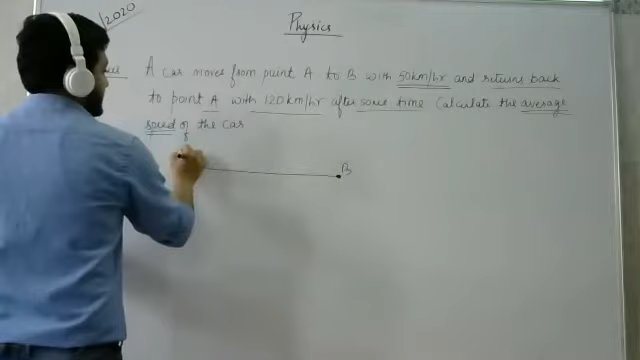 /2020
Physics
A car moves from point A to B with 50km/hr and returns back
to point A with 120km/hr after some time Calculate the average
speed of the car
B